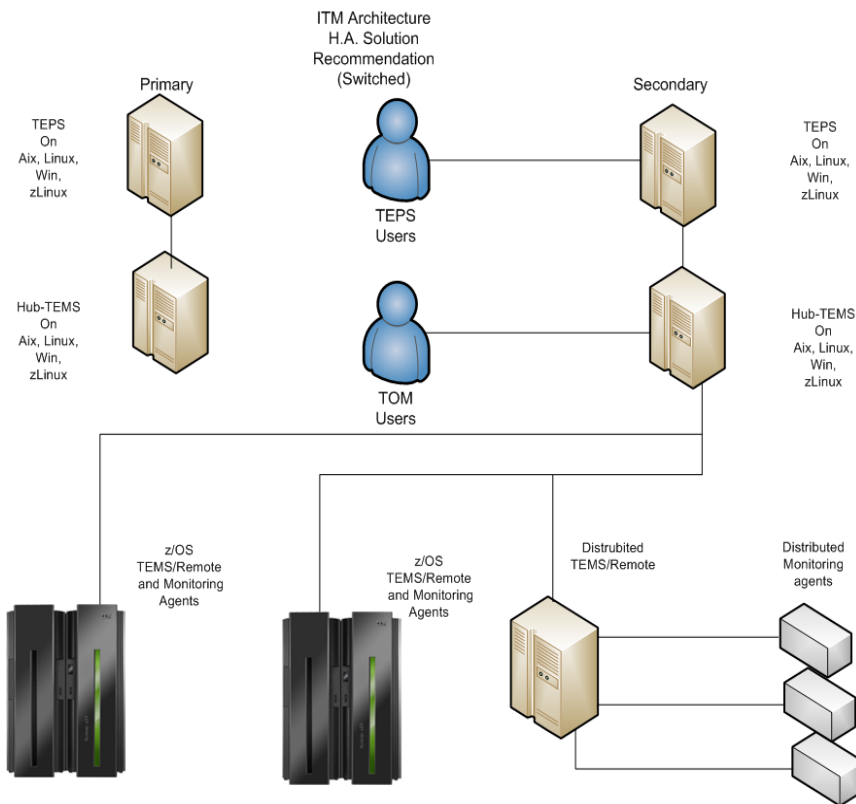 ITM Architecture
H.A. Solution
Recommendation
(Switched)
Primary
Secondary
TEPS
On
Aix, Linux,
Win,
zLinux
TEPS
Users
TEPS
On
Aix, Linux,
Win,
zLinux
Hub-TEMS
On
Aix, Linux,
Win,
zLinux
TOM
Users
Hub-TEMS
On
Aix, Linux,
Win,
zLinux
z/OS
TEMS/Remote
and Monitoring
Agents
z/OS
TEMS/Remote
and Monitoring
Agents
Distrubited
TEMS/Remote
Distributed
Monitoring
agents